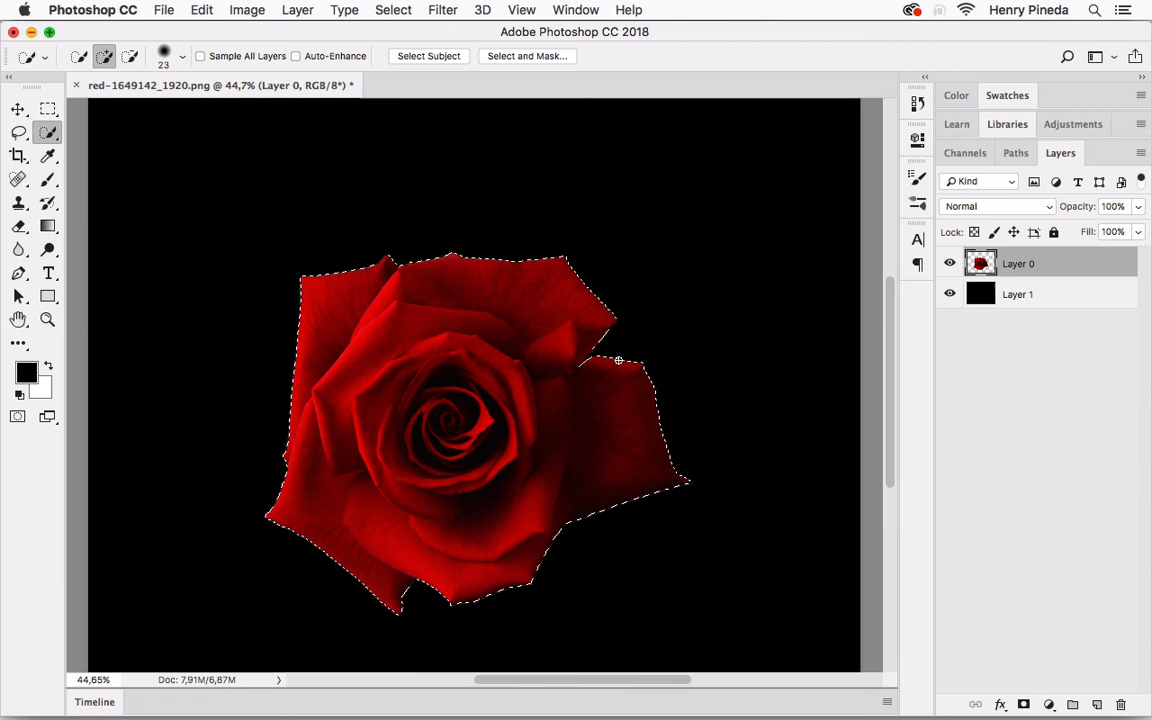 Photoshop CC File Edit Image Layer Type Select Filter 3D View Window Help Henry Pineda
Adobe Photoshop CC 2018
23 Sample All Layers Auto-Enhance Select Subject Select and Mask...
× red-1649142_1920.png @ 44,7% (Layer 0, RGB/8*) *
Color Swatches
Learn Libraries Adjustments
Channels Paths Layers
Kind
Normal Opacity: 100%
Lock: Fill: 100%
Layer 0
Layer 1
44,65% Doc: 7,91M/6,87M
Timeline